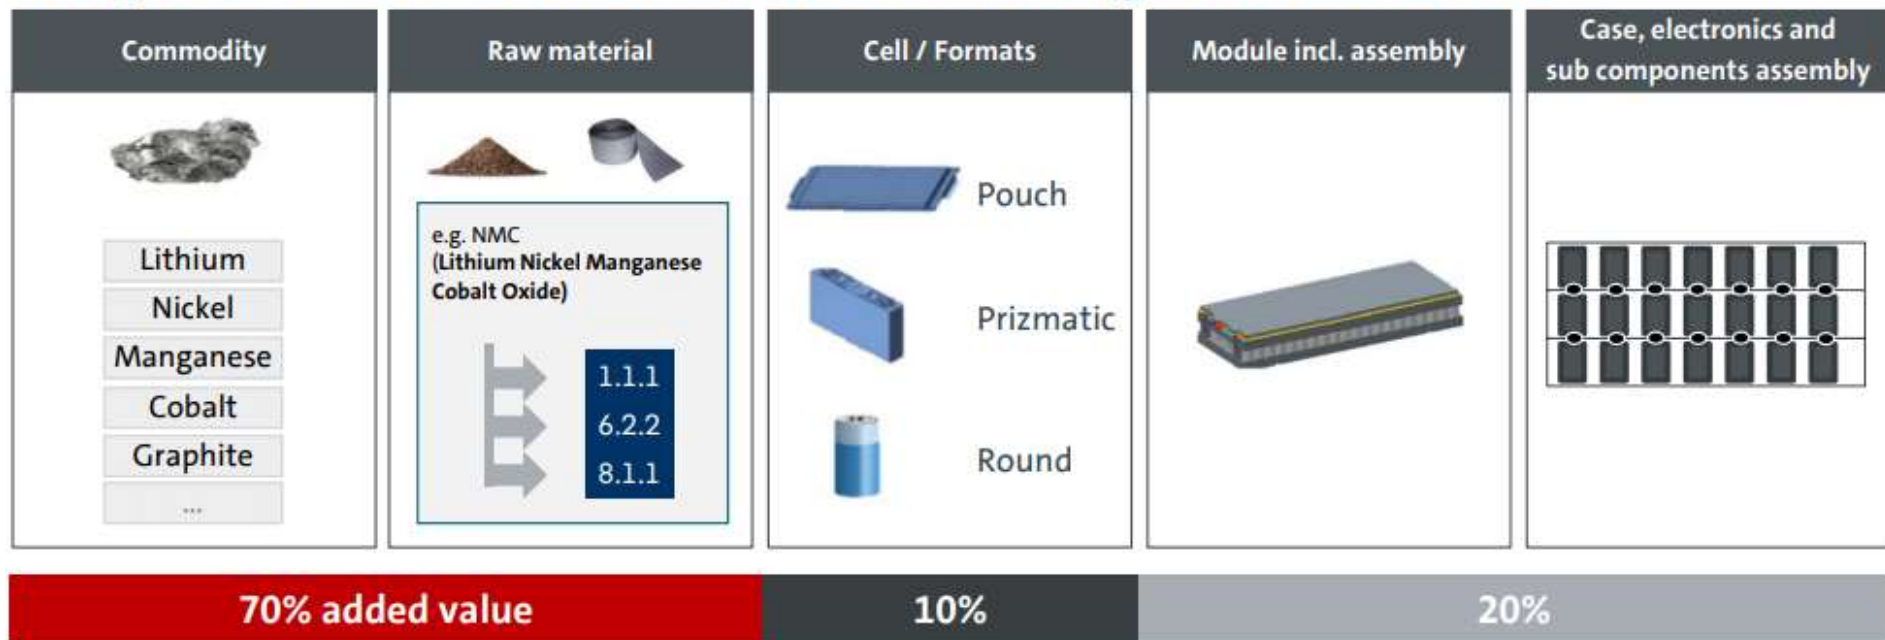 Commodity
Raw material
Cell / Formats
Module incl. assembly
Case, electronics and
sub components assembly
Lithium
Nickel
Manganese
Cobalt
Graphite
...
e.g. NMC
(Lithium Nickel Manganese
Cobalt Oxide)
1.1.1
6.2.2
8.1.1
Pouch
Prizmatic
Round
70% added value
10%
20%